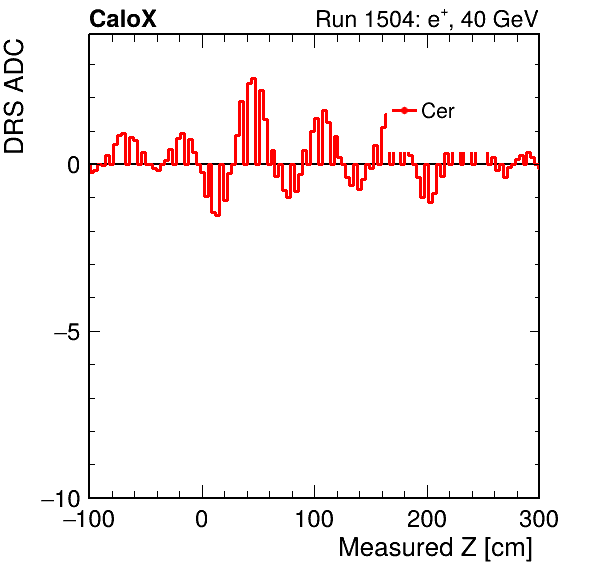 CaloX Run 1504: e+, 40 GeV
DRS ADC
Cer
0
−5
−10
−100 0 100 200 300
Measured Z [cm]